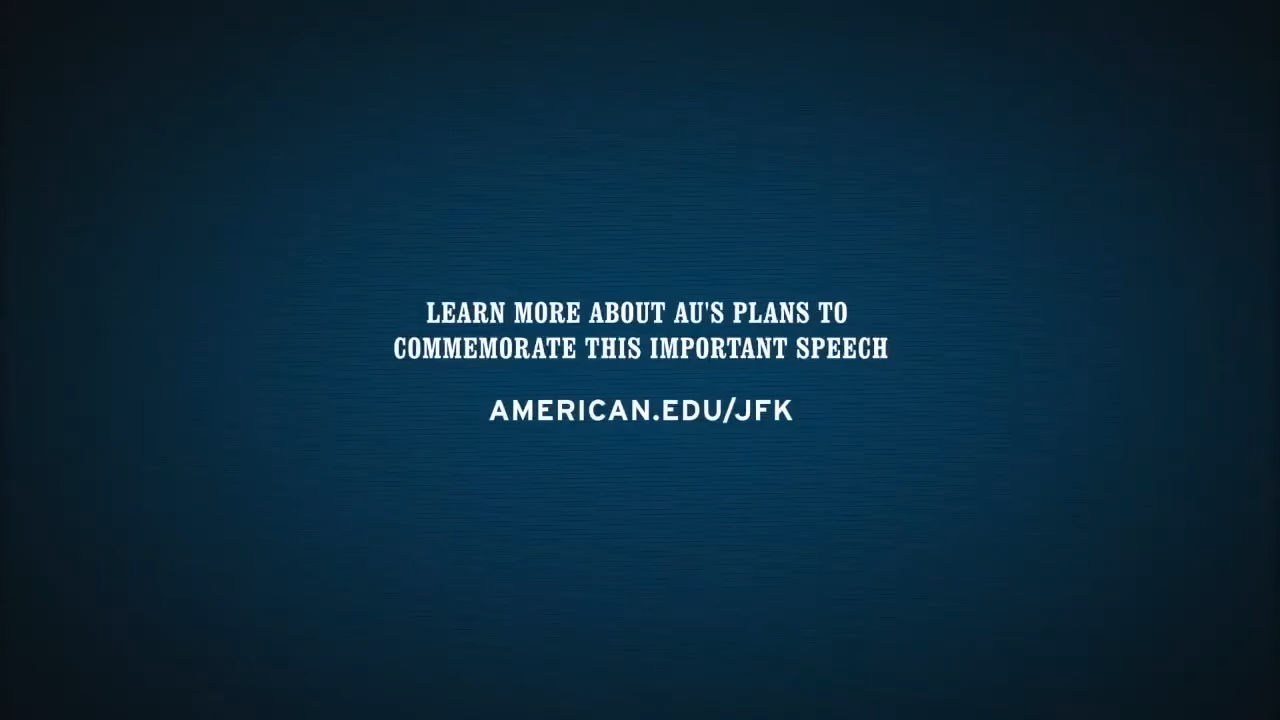 LEARN MORE ABOUT AU'S PLANS TO
COMMEMORATE THIS IMPORTANT SPEECH
AMERICAN.EDU/JFK